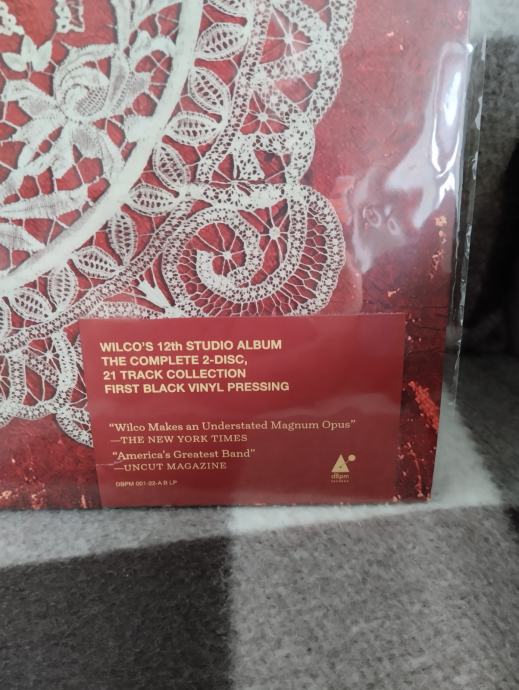 WILCO'S 12th STUDIO ALBUM
THE COMPLETE 2-DISC,
21 TRACK COLLECTION
FIRST BLACK VINYL PRESSING
“Wilco Makes an Understated Magnum Opus”
—THE NEW YORK TIMES
“America's Greatest Band”
—UNCUT MAGAZINE
DBPM 001-22-A B LP
dBpm
RECORDS